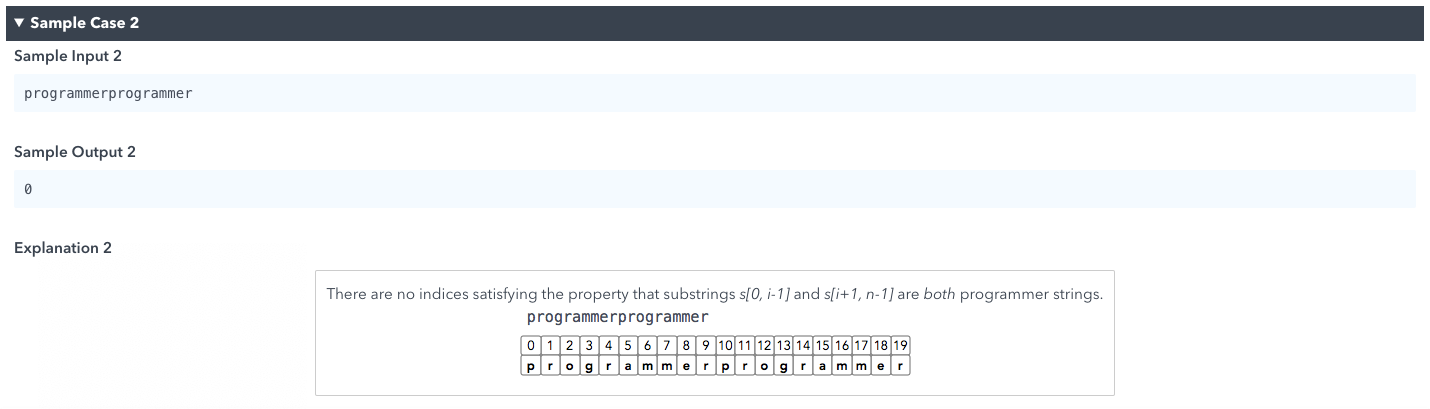 ▼ Sample Case 2
Sample Input 2
programmerprogrammer
Sample Output 2
0
Explanation 2
There are no indices satisfying the property that substrings s[0, i-1] and s[i+1, n-1] are both programmer strings.
programmerprogrammer
0 1 2 3 4 5 6 7 8 9 10 11 12 13 14 15 16 17 18 19
p r o g r a m m e r p r o g r a m m e r